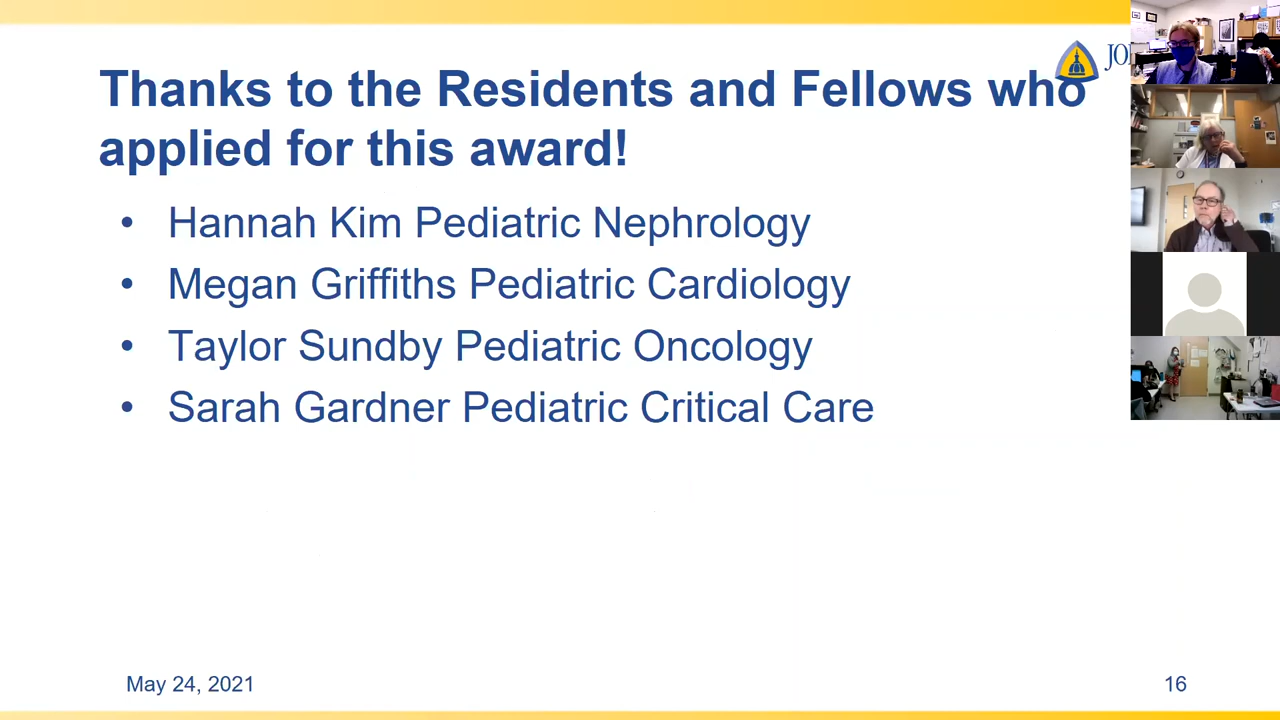 Thanks to the Residents and Fellows who
applied for this award!
• Hannah Kim Pediatric Nephrology
• Megan Griffiths Pediatric Cardiology
• Taylor Sundby Pediatric Oncology
• Sarah Gardner Pediatric Critical Care
May 24, 2021
16